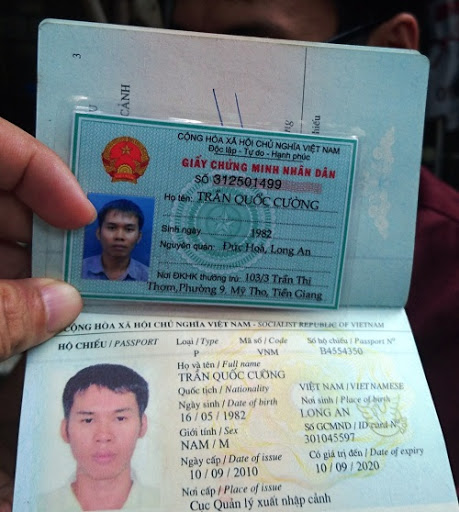 3
CỘNG HÒA XÃ HỘI CHỦ NGHĨA VIỆT NAM
Độc lập - Tự do - Hạnh phúc
GIẤY CHỨNG MINH NHÂN DÂN
SỐ 312501499
Họ tên: TRẦN QUỐC CƯỜNG
Sinh ngày 1982
Nguyên quán: Đức Hoà, Long An
Nơi ĐKHK thường trú: 103/3 Trần Thị
Thơm, Phường 9, Mỹ Tho, Tiền Giang
CỘNG HÒA XÃ HỘI CHỦ NGHĨA VIỆT NAM - SOCIALIST REPUBLIC OF VIETNAM
HỘ CHIẾU / PASSPORT
Loại / Type Mã số / Code Số hộ chiếu / Passport Nº
P VNM B4554350
Họ và tên / Full name
TRẦN QUỐC CƯỜNG
Quốc tịch / Nationality VIỆT NAM / VIETNAMESE
Ngày sinh / Date of birth Nơi sinh / Place of birth
16 / 05 / 1982 LONG AN
Giới tính / Sex Số GCMND / ID card Nº
NAM / M 301045597
Ngày cấp / Date of issue Có giá trị đến / Date of expiry
10 / 09 / 2010 10 / 09 / 2020
Nơi cấp / Place of issue
Cục Quản lý xuất nhập cảnh